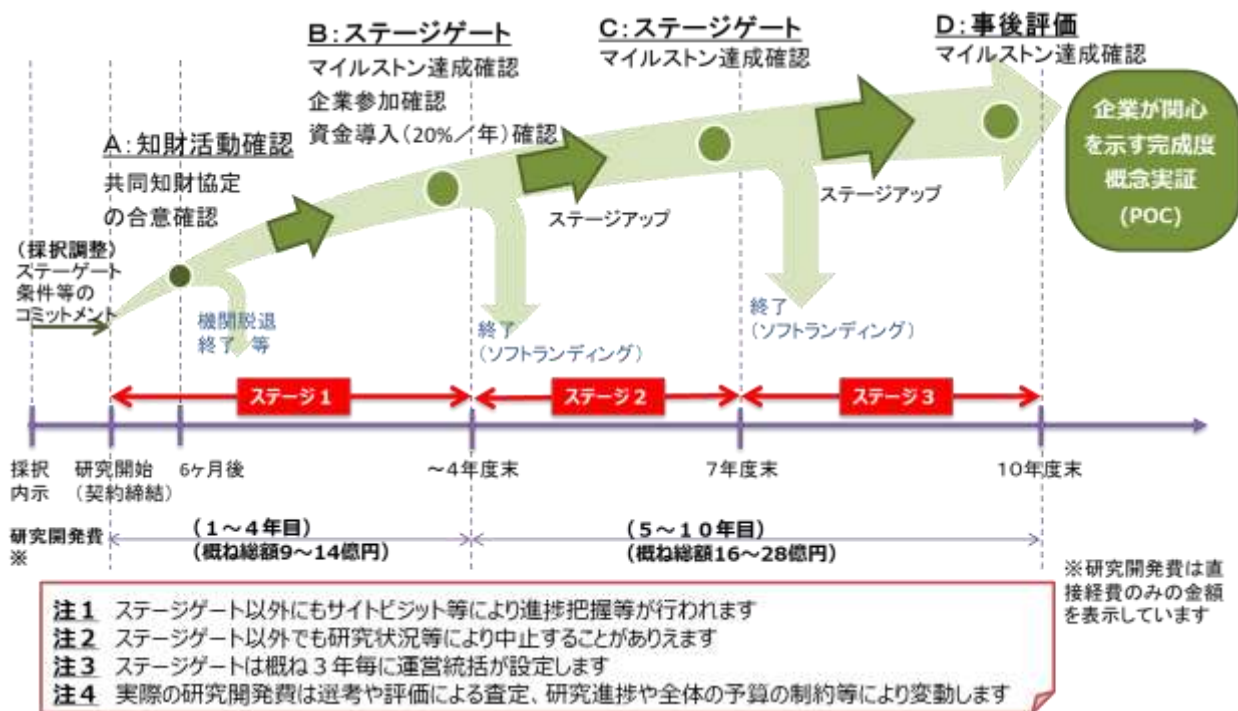 B:ステージゲート
マイルストン達成確認
企業参加確認
資金導入(20%/年)確認
C:ステージゲート
マイルストン達成確認
D:事後評価
マイルストン達成確認
企業が関心
を示す完成度
概念実証
(POC)
A:知財活動確認
共同知財協定
の合意確認
(採択調整)
ステーゲート
条件等の
コミットメント
ステージアップ
ステージアップ
機関脱退
終了 等
終了
(ソフトランディング)
終了
(ソフトランディング)
ステージ1
ステージ2
ステージ3
採択
内示
研究開始
(契約締結)
6ヶ月後
~4年度末
7年度末
10年度末
研究開発費
※
(1~4年目)
(概ね総額9~14億円)
(5~10年目)
(概ね総額16~28億円)
※研究開発費は直
接経費のみの金額
を表示しています
注1 ステージゲート以外にもサイトビジット等により進捗把握等が行われます
注2 ステージゲート以外でも研究状況等により中止することがありえます
注3 ステージゲートは概ね3年毎に運営統括が設定します
注4 実際の研究開発費は選考や評価による査定、研究進捗や全体の予算の制約等により変動します